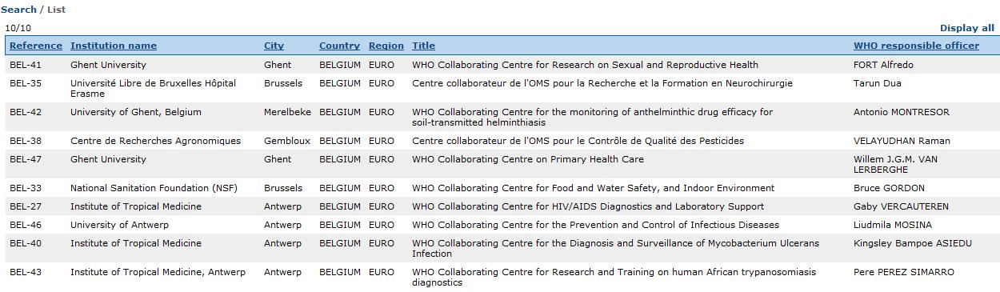 Search / List
10/10 Display all
Reference Institution name City Country Region Title WHO responsible officer
BEL-41 Ghent University Ghent BELGIUM EURO WHO Collaborating Centre for Research on Sexual and Reproductive Health FORT Alfredo
BEL-35 Université Libre de Bruxelles Hôpital Brussels BELGIUM EURO Centre collaborateur de l'OMS pour la Recherche et la Formation en Neurochirurgie Tarun Dua
Erasme
BEL-42 University of Ghent, Belgium Merelbeke BELGIUM EURO WHO Collaborating Centre for the monitoring of anthelminthic drug efficacy for Antonio MONTRESOR
soil-transmitted helminthiasis
BEL-38 Centre de Recherches Agronomiques Gembloux BELGIUM EURO Centre collaborateur de l'OMS pour le Contrôle de Qualité des Pesticides VELAYUDHAN Raman
BEL-47 Ghent University Ghent BELGIUM EURO WHO Collaborating Centre on Primary Health Care Willem J.G.M. VAN
LERBERGHE
BEL-33 National Sanitation Foundation (NSF) Brussels BELGIUM EURO WHO Collaborating Centre for Food and Water Safety, and Indoor Environment Bruce GORDON
BEL-27 Institute of Tropical Medicine Antwerp BELGIUM EURO WHO Collaborating Centre for HIV/AIDS Diagnostics and Laboratory Support Gaby VERCAUTEREN
BEL-46 University of Antwerp Antwerp BELGIUM EURO WHO Collaborating Centre for the Prevention and Control of Infectious Diseases Liudmila MOSINA
BEL-40 Institute of Tropical Medicine Antwerp BELGIUM EURO WHO Collaborating Centre for the Diagnosis and Surveillance of Mycobacterium Ulcerans Kingsley Bampoe ASIEDU
Infection
BEL-43 Institute of Tropical Medicine, Antwerp Antwerp BELGIUM EURO WHO Collaborating Centre for Research and Training on human African trypanosomiasis Pere PEREZ SIMARRO
diagnostics